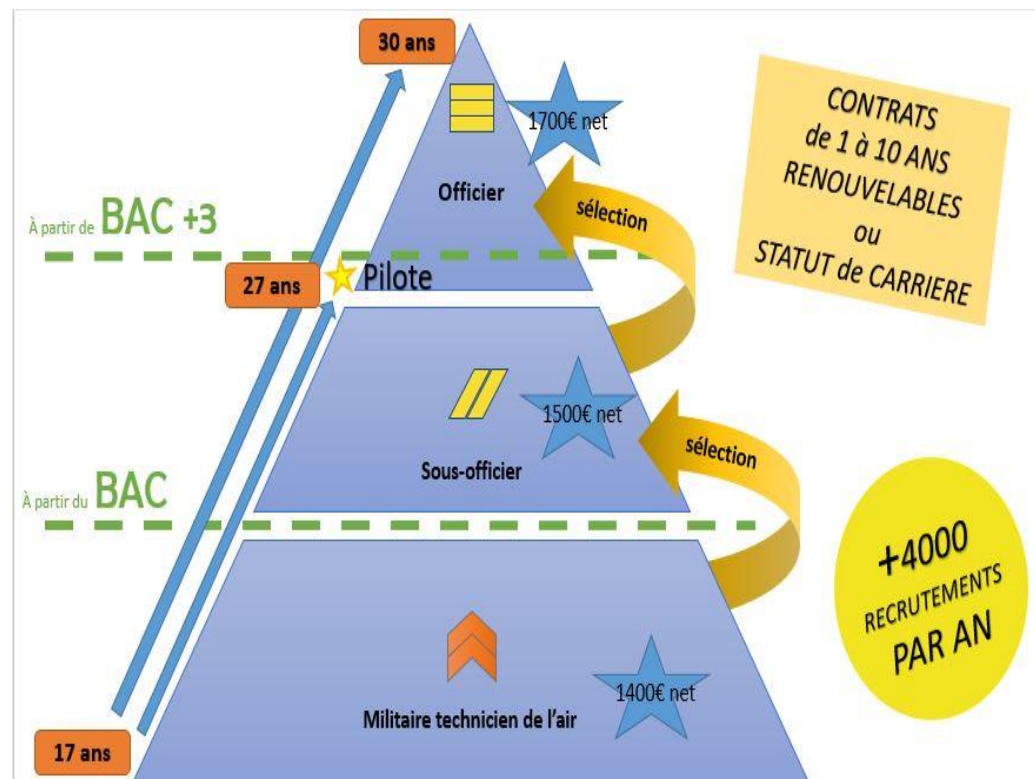 30 ans
1700€ net
CONTRATS
de 1 à 10 ANS
RENOUVELABLES
ou
STATUT de CARRIERE
Officier
sélection
À partir de BAC +3
27 ans
Pilote
1500€ net
sélection
Sous-officier
À partir du BAC
+4000
RECRUTEMENTS
PAR AN
1400€ net
Militaire technicien de l'air
17 ans